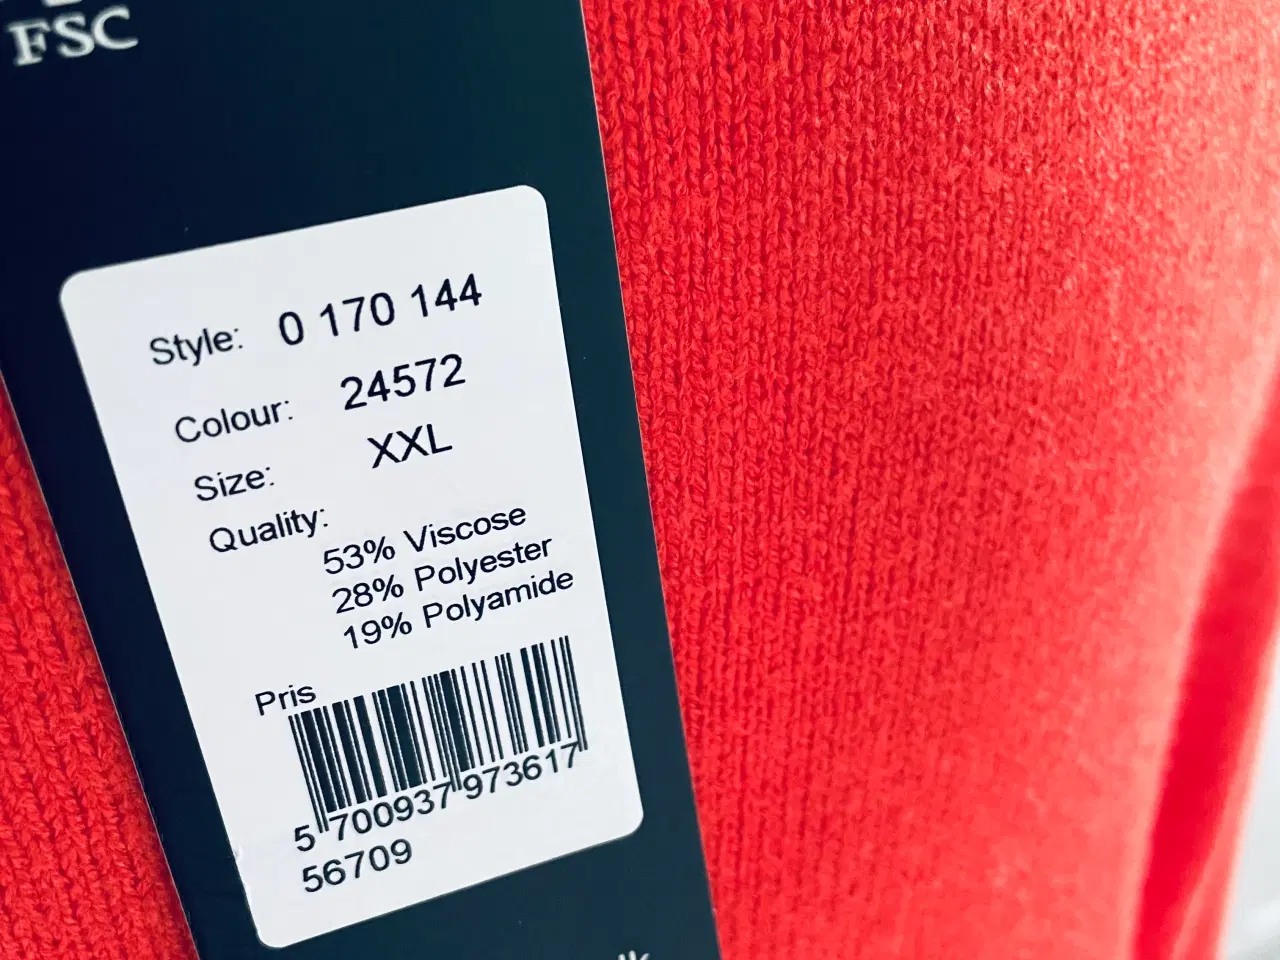 FSC
Style: 0 170 144
Colour: 24572
Size: XXL
Quality:
53% Viscose
28% Polyester
19% Polyamide
Pris
5 700937 973617
56709